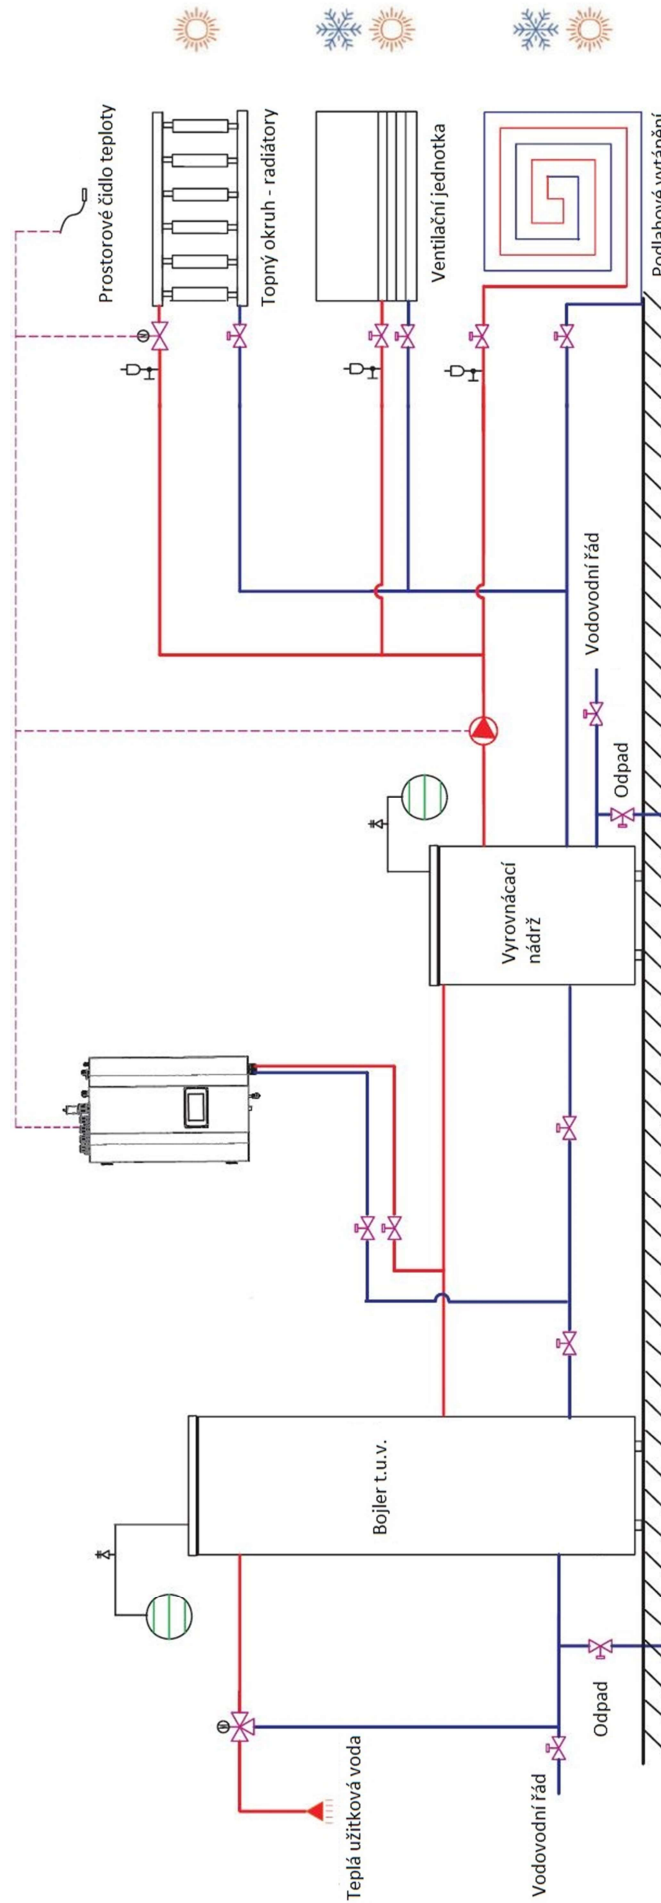 Prostorové čidlo teploty
Topný okruh - radiátory
Ventilační jednotka
Podlahové vytápění
Vodovodní řád
Odpad
Vyrovnácací
nádrž
Bojler t.u.v.
Teplá užitková voda
Vodovodní řád
Odpad